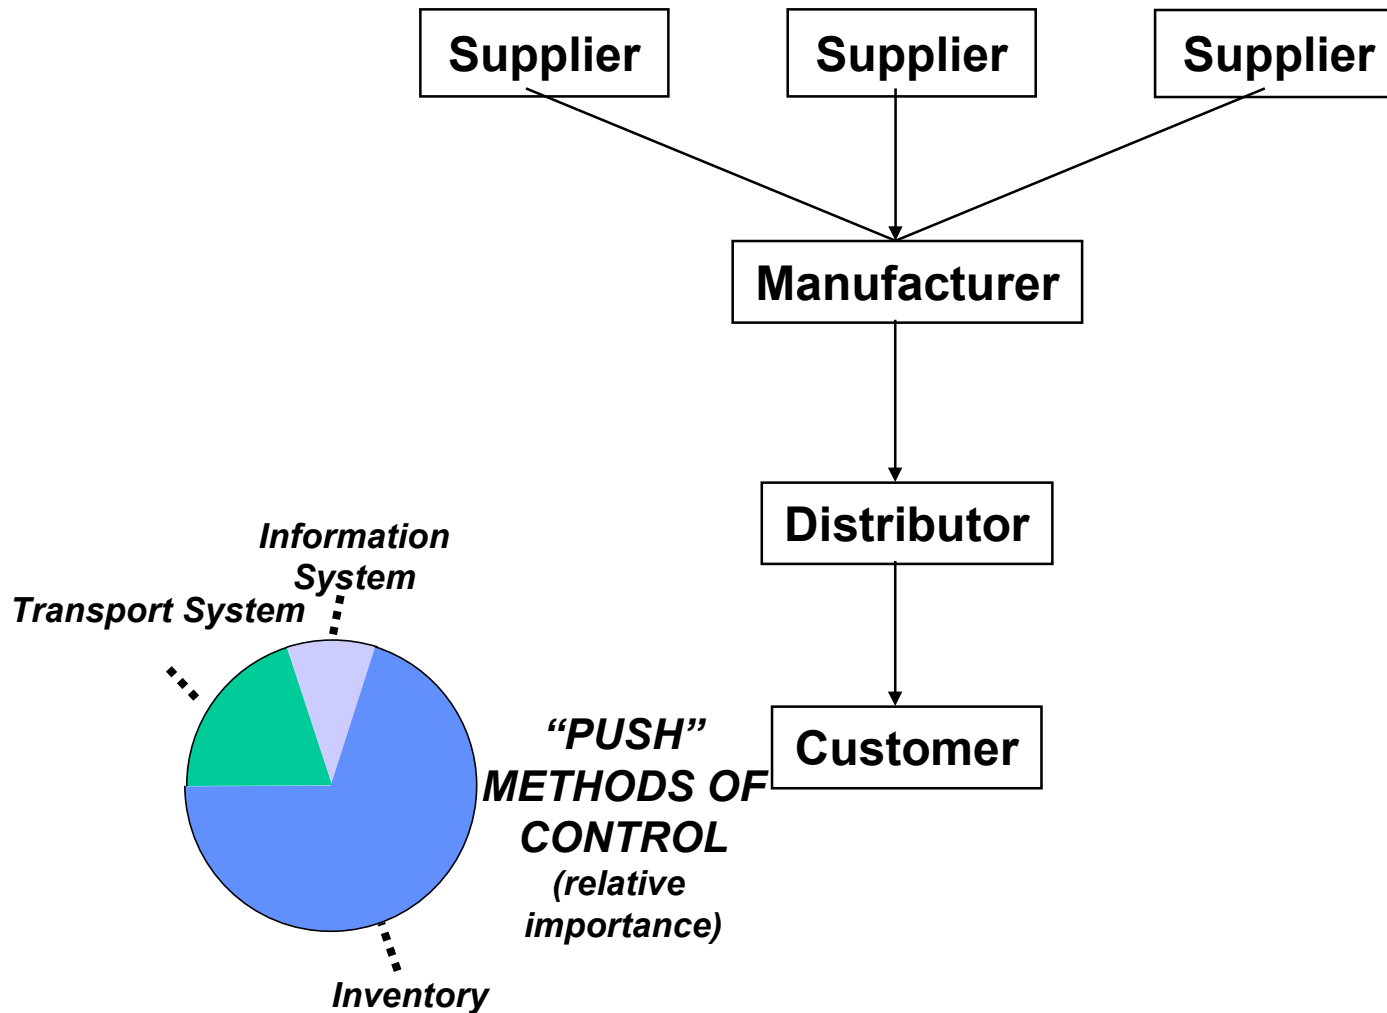 Supplier
Supplier
Supplier
Manufacturer
Distributor
Information
System
Transport System
“PUSH”
METHODS OF
CONTROL
(relative
importance)
Customer
Inventory